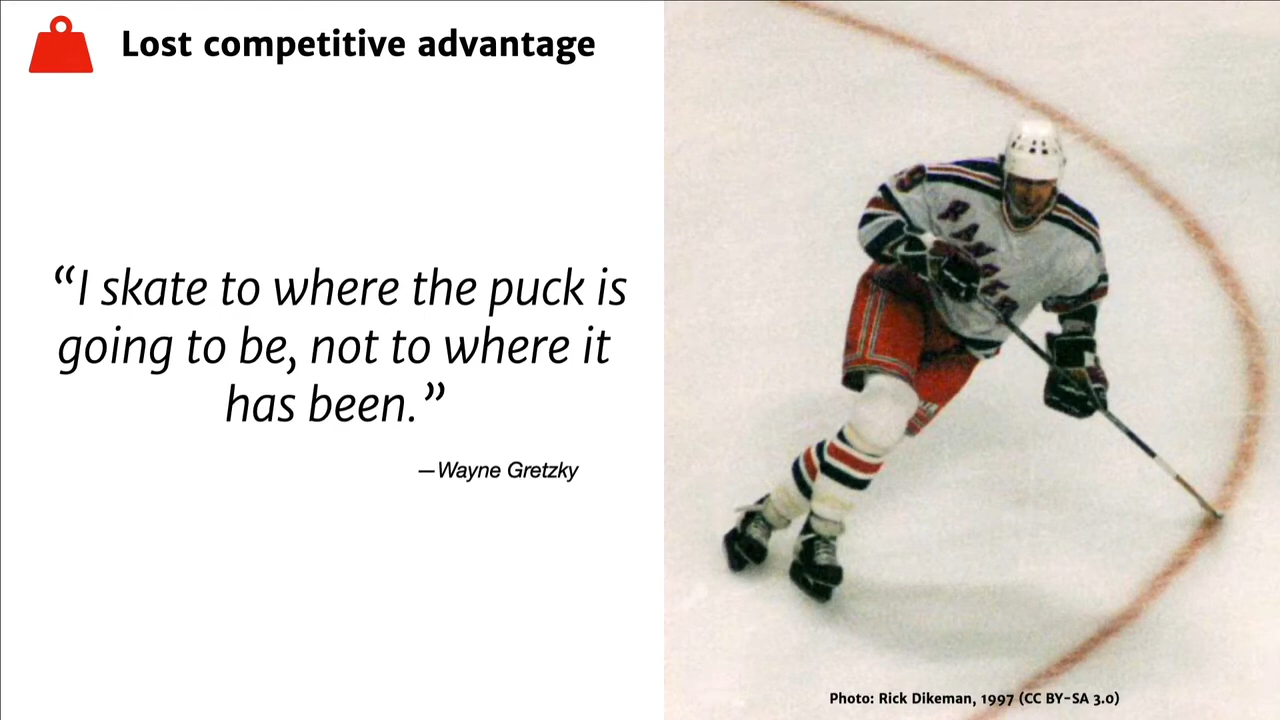 Lost competitive advantage
“I skate to where the puck is
going to be, not to where it
has been.”
—Wayne Gretzky
RANGERS
Photo: Rick Dikeman, 1997 (CC BY-SA 3.0)